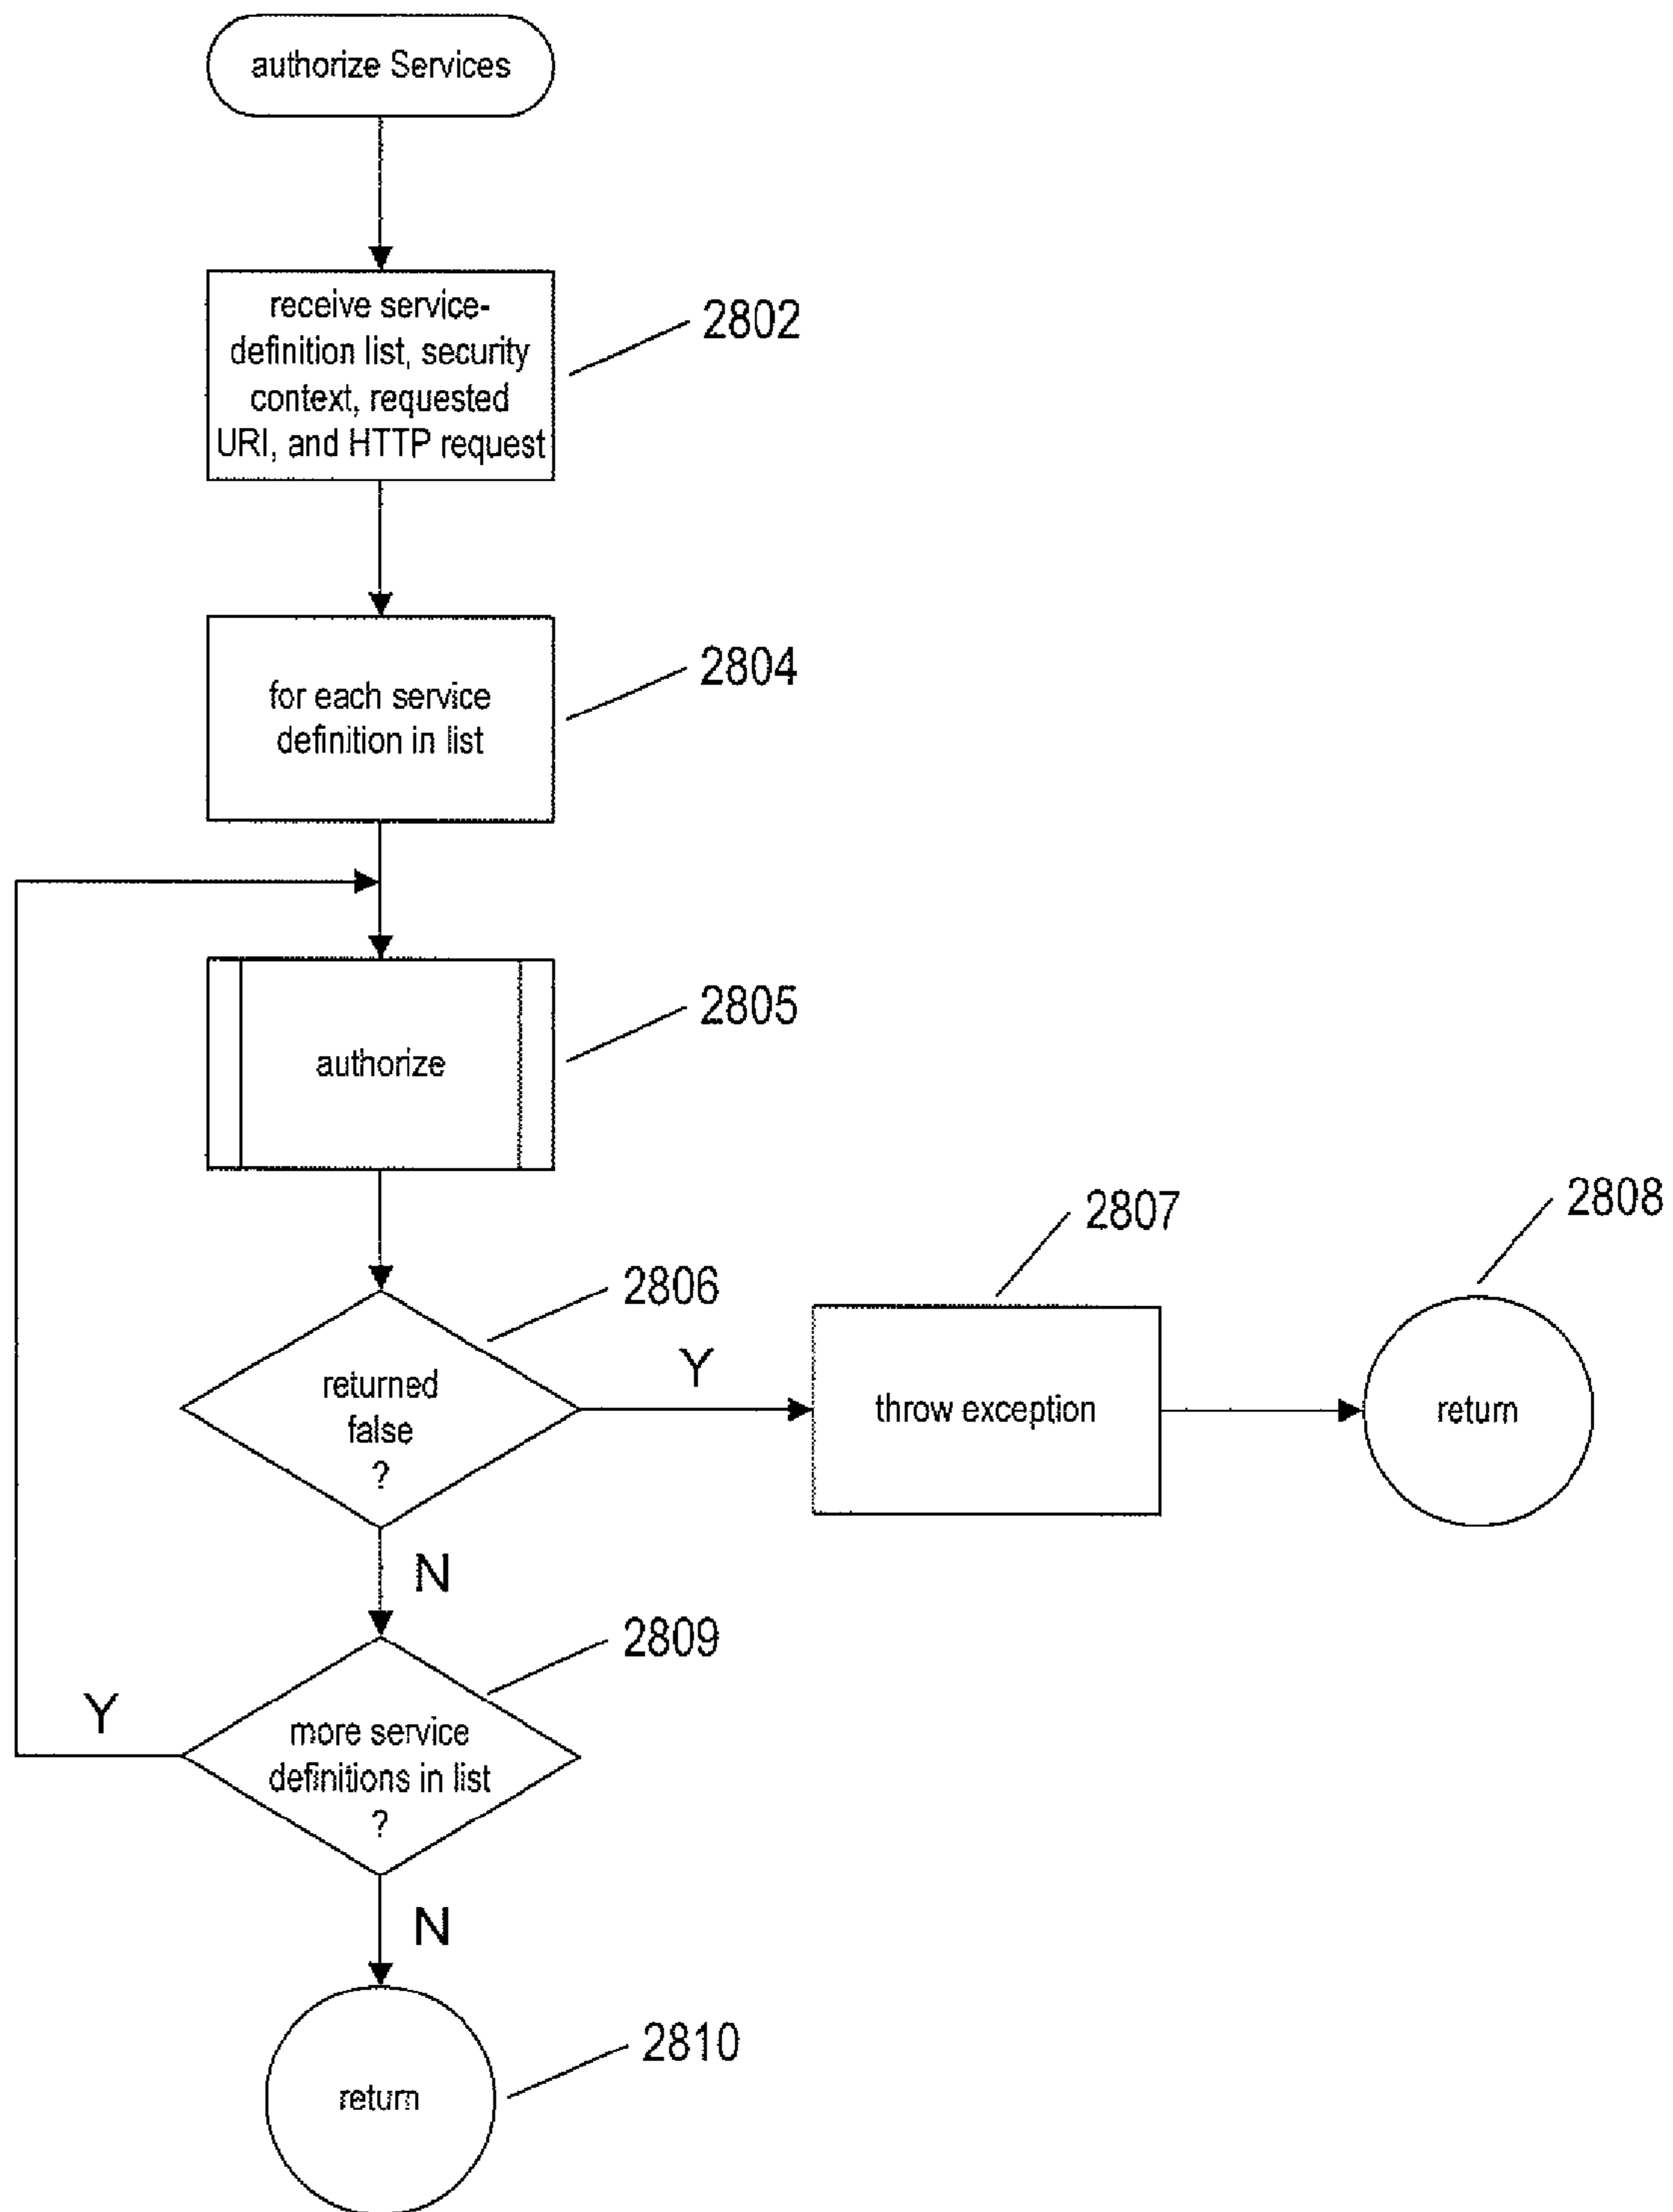 authorize Services
receive service-
definition list, security
context, requested
URI, and HTTP request
2802
for each service
definition in list
2804
authorize
2805
returned
false
?
2806
Y
throw exception
2807
return
2808
N
more service
definitions in list
?
2809
Y
N
return
2810